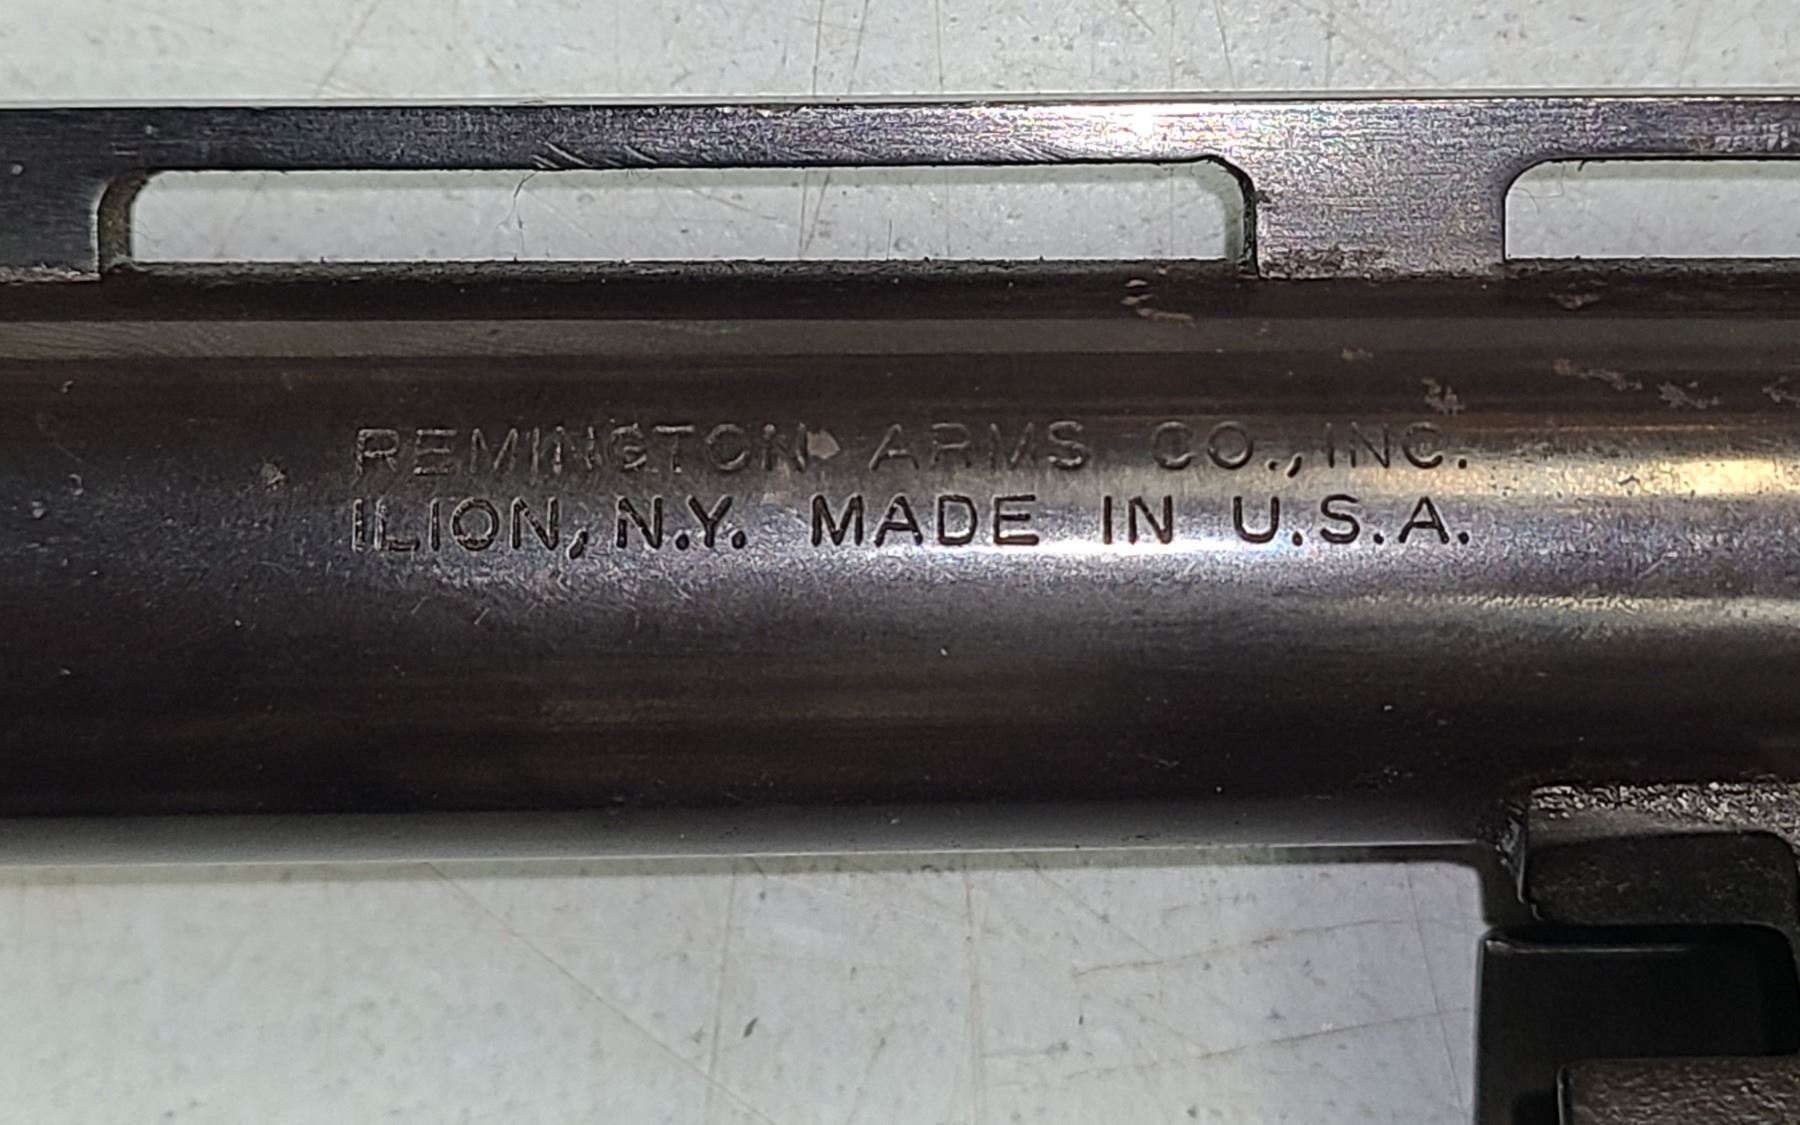 REMINGTON ARMS CO., INC.
ILION, N.Y. MADE IN U.S.A.